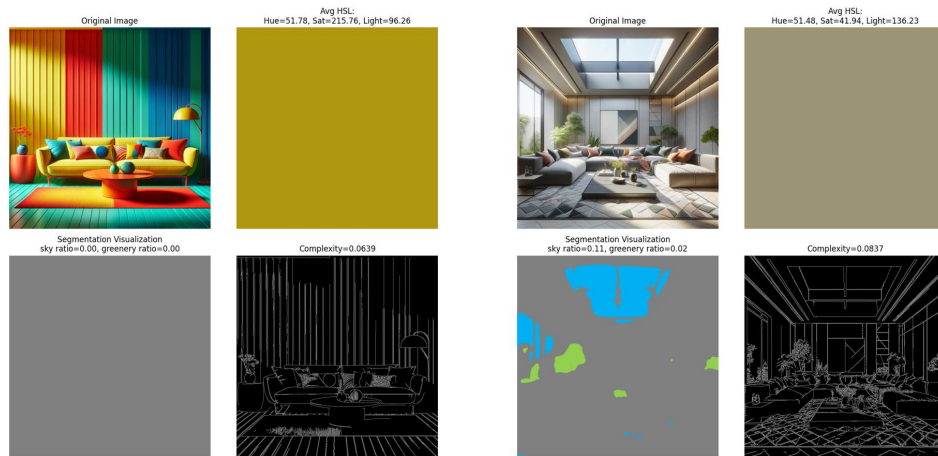 Original Image
Avg HSL:
Hue=51.78, Sat=215.76, Light=96.26
Segmentation Visualization
sky ratio=0.00, greenery ratio=0.00
Complexity=0.0639
Original Image
Avg HSL:
Hue=51.48, Sat=41.94, Light=136.23
Segmentation Visualization
sky ratio=0.11, greenery ratio=0.02
Complexity=0.0837